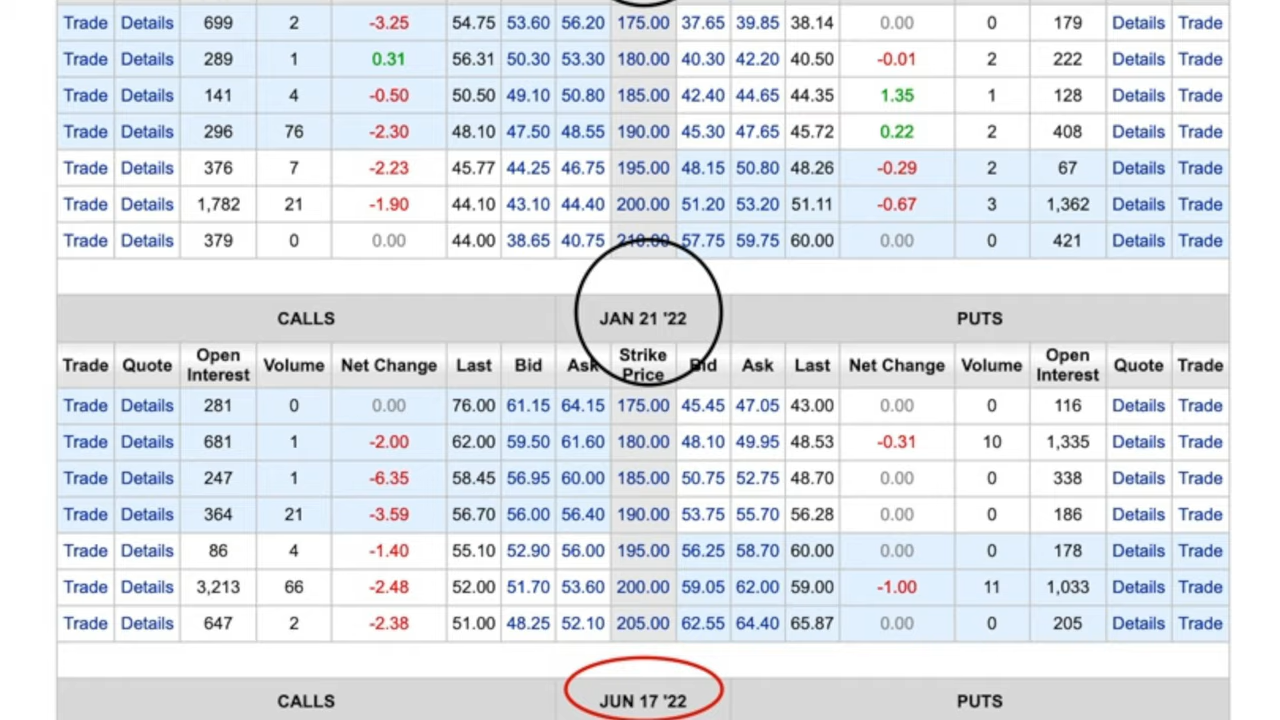 Trade Details 699 2 -3.25 54.75 53.60 56.20 175.00 37.65 39.85 38.14 0.00 0 179 Details Trade
Trade Details 289 1 0.31 56.31 50.30 53.30 180.00 40.30 42.20 40.50 -0.01 2 222 Details Trade
Trade Details 141 4 -0.50 50.50 49.10 50.80 185.00 42.40 44.65 44.35 1.35 1 128 Details Trade
Trade Details 296 76 -2.30 48.10 47.50 48.55 190.00 45.30 47.65 45.72 0.22 2 408 Details Trade
Trade Details 376 7 -2.23 45.77 44.25 46.75 195.00 48.15 50.80 48.26 -0.29 2 67 Details Trade
Trade Details 1,782 21 -1.90 44.10 43.10 44.40 200.00 51.20 53.20 51.11 -0.67 3 1,362 Details Trade
Trade Details 379 0 0.00 44.00 38.65 40.75 210.00 57.75 59.75 60.00 0.00 0 421 Details Trade
CALLS JAN 21 '22 PUTS
Trade Quote Open Interest Volume Net Change Last Bid Ask Strike Price Bid Ask Last Net Change Volume Open Interest Quote Trade
Trade Details 281 0 0.00 76.00 61.15 64.15 175.00 45.45 47.05 43.00 0.00 0 116 Details Trade
Trade Details 681 1 -2.00 62.00 59.50 61.60 180.00 48.10 49.95 48.53 -0.31 10 1,335 Details Trade
Trade Details 247 1 -6.35 58.45 56.95 60.00 185.00 50.75 52.75 48.70 0.00 0 338 Details Trade
Trade Details 364 21 -3.59 56.70 56.00 56.40 190.00 53.75 55.70 56.28 0.00 0 186 Details Trade
Trade Details 86 4 -1.40 55.10 52.90 56.00 195.00 56.25 58.70 60.00 0.00 0 178 Details Trade
Trade Details 3,213 66 -2.48 52.00 51.70 53.60 200.00 59.05 62.00 59.00 -1.00 11 1,033 Details Trade
Trade Details 647 2 -2.38 51.00 48.25 52.10 205.00 62.55 64.40 65.87 0.00 0 205 Details Trade
CALLS JUN 17 '22 PUTS